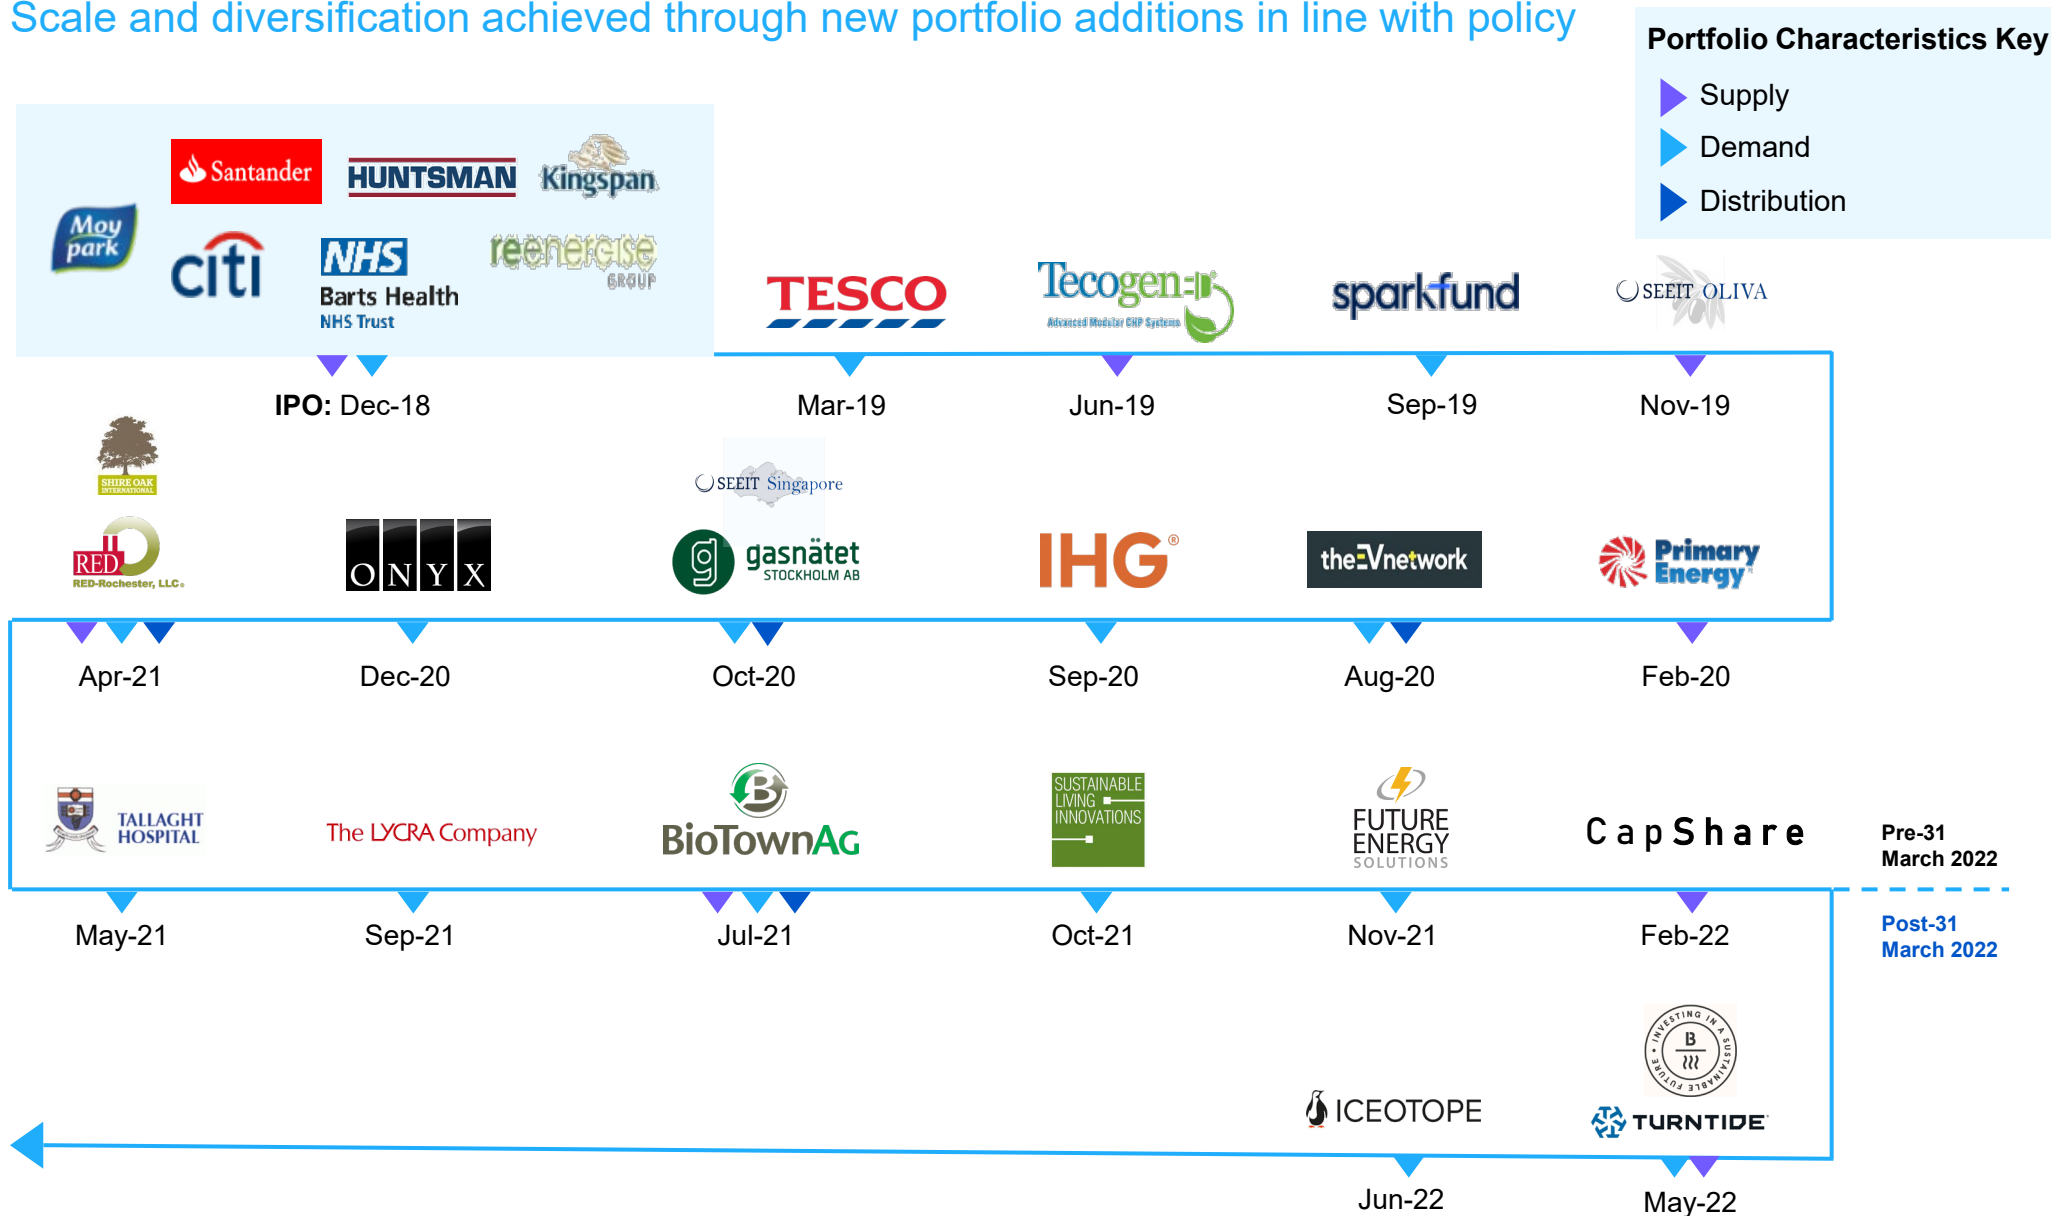 Scale and diversification achieved through new portfolio additions in line with policy
Portfolio Characteristics Key
Supply
Demand
Distribution
Moy
park
Santander
HUNTSMAN
Kingspan
citi
NHS
Barts Health
NHS Trust
reenergise
GROUP
TESCO
Tecogen
Advanced Modular CHP Systems
sparkfund
SEEIT OLIVA
IPO: Dec-18
Mar-19
Jun-19
Sep-19
Nov-19
SHIRE OAK
INTERNATIONAL
RED
RED-Rochester, LLC
ONYX
SEEIT Singapore
g gasnätet
STOCKHOLM AB
IHG®
theEVnetwork
Primary
Energy
Apr-21
Dec-20
Oct-20
Sep-20
Aug-20
Feb-20
TALLAGHT
HOSPITAL
The LYCRA Company
B
BioTownAG
SUSTAINABLE
LIVING
INNOVATIONS
FUTURE
ENERGY
SOLUTIONS
CapShare
Pre-31
March 2022
May-21
Sep-21
Jul-21
Oct-21
Nov-21
Feb-22
Post-31
March 2022
INVESTING IN A SUSTAINABLE FUTURE
B
ICEOTOPE
TURNTIDE
Jun-22
May-22